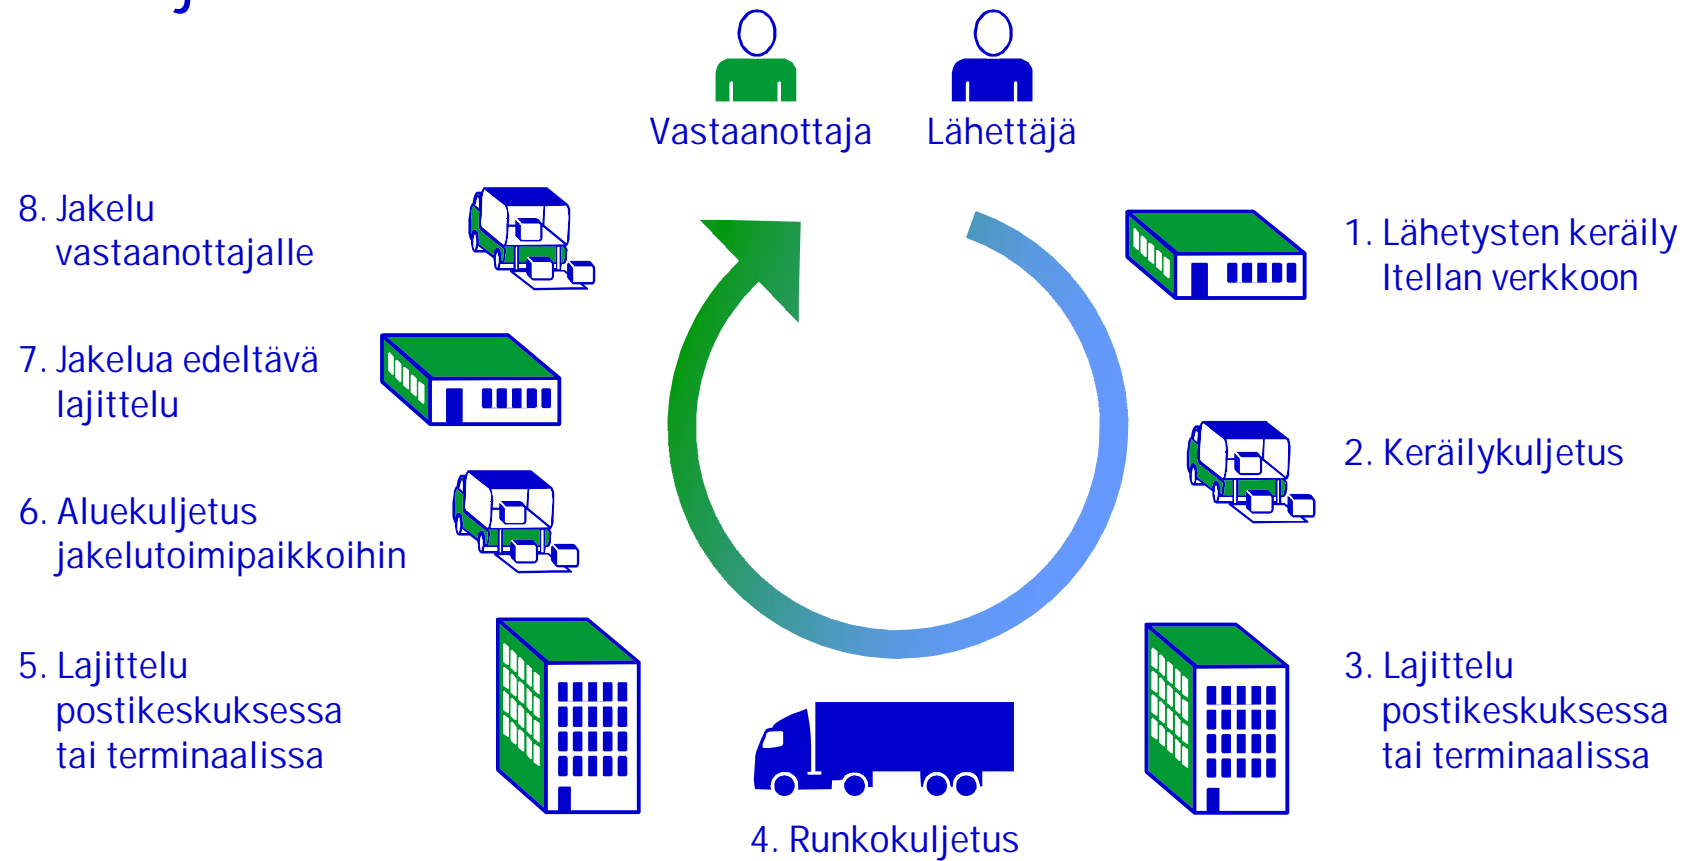 Vastaanottaja
Lähettäjä
1. Lähetysten keräily
Itellan verkkoon
2. Keräilykuljetus
3. Lajittelu
postikeskuksessa
tai terminaalissa
4. Runkokuljetus
5. Lajittelu
postikeskuksessa
tai terminaalissa
6. Aluekuljetus
jakelutoimipaikkoihin
7. Jakelua edeltävä
lajittelu
8. Jakelu
vastaanottajalle